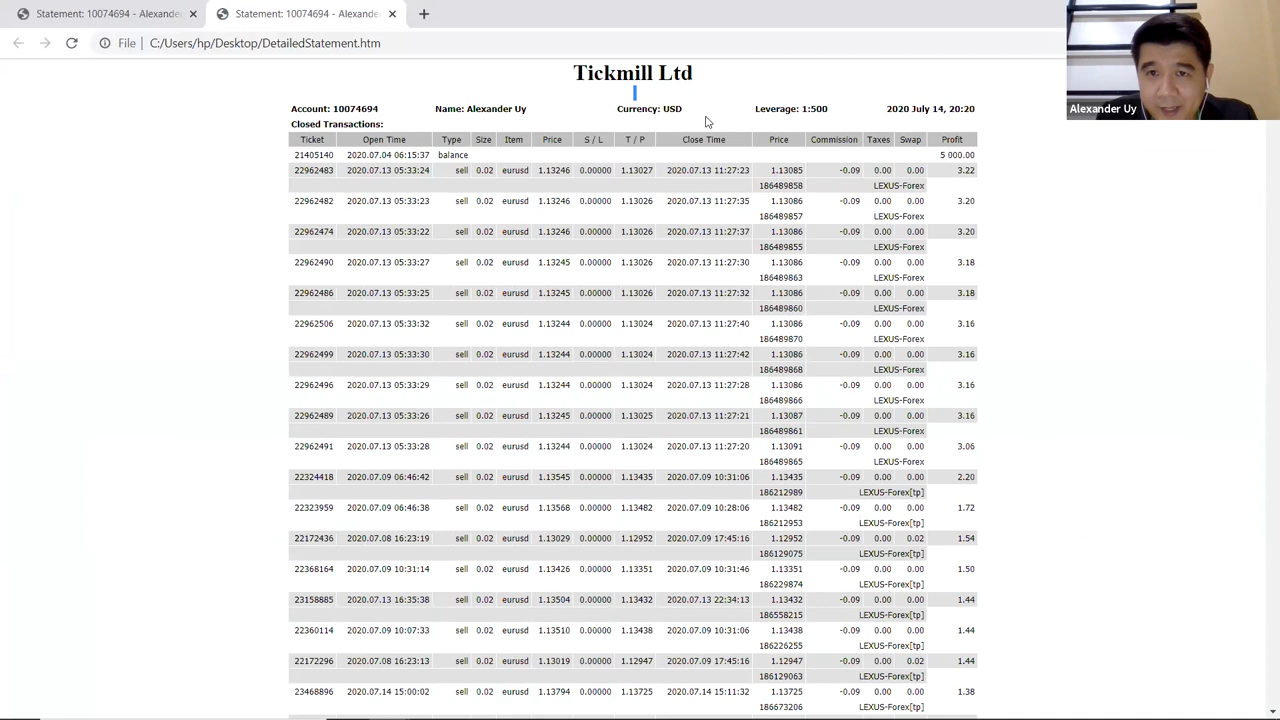 Statement: 10074694 - Alexande
Statement: 10074694 - Alexande
File | C:/Users/hp/Desktop/DetailedStatement.htm
Alexander Uy
Tickmill Ltd
Account: 10074694 Name: Alexander Uy Currency: USD Leverage: 1:500 2020 July 14, 20:20
Closed Transactions:
Ticket Open Time Type Size Item Price S / L T / P Close Time Price Commission Taxes Swap Profit
21405140 2020.07.04 06:15:37 balance 5 000.00
22962483 2020.07.13 05:33:24 sell 0.02 eurusd 1.13246 0.00000 1.13027 2020.07.13 11:27:23 1.13085 -0.09 0.00 0.00 3.22
186489858 LEXUS-Forex
22962482 2020.07.13 05:33:23 sell 0.02 eurusd 1.13246 0.00000 1.13026 2020.07.13 11:27:35 1.13086 -0.09 0.00 0.00 3.20
186489857 LEXUS-Forex
22962474 2020.07.13 05:33:22 sell 0.02 eurusd 1.13246 0.00000 1.13026 2020.07.13 11:27:37 1.13086 -0.09 0.00 0.00 3.20
186489855 LEXUS-Forex
22962490 2020.07.13 05:33:27 sell 0.02 eurusd 1.13245 0.00000 1.13026 2020.07.13 11:27:30 1.13086 -0.09 0.00 0.00 3.18
186489863 LEXUS-Forex
22962486 2020.07.13 05:33:25 sell 0.02 eurusd 1.13245 0.00000 1.13026 2020.07.13 11:27:32 1.13086 -0.09 0.00 0.00 3.18
186489860 LEXUS-Forex
22962506 2020.07.13 05:33:32 sell 0.02 eurusd 1.13244 0.00000 1.13024 2020.07.13 11:27:40 1.13086 -0.09 0.00 0.00 3.16
186489870 LEXUS-Forex
22962499 2020.07.13 05:33:30 sell 0.02 eurusd 1.13244 0.00000 1.13024 2020.07.13 11:27:42 1.13086 -0.09 0.00 0.00 3.16
186489868 LEXUS-Forex
22962496 2020.07.13 05:33:29 sell 0.02 eurusd 1.13244 0.00000 1.13024 2020.07.13 11:27:28 1.13086 -0.09 0.00 0.00 3.16
186489866 LEXUS-Forex
22962489 2020.07.13 05:33:26 sell 0.02 eurusd 1.13245 0.00000 1.13025 2020.07.13 11:27:21 1.13087 -0.09 0.00 0.00 3.16
186489861 LEXUS-Forex
22962491 2020.07.13 05:33:28 sell 0.02 eurusd 1.13244 0.00000 1.13024 2020.07.13 11:27:20 1.13091 -0.09 0.00 0.00 3.06
186489865 LEXUS-Forex
22324418 2020.07.09 06:46:42 sell 0.02 eurusd 1.13545 0.00000 1.13435 2020.07.09 10:31:06 1.13435 -0.09 0.00 0.00 2.20
186212989 LEXUS-Forex[tp]
22323959 2020.07.09 06:46:38 sell 0.02 eurusd 1.13568 0.00000 1.13482 2020.07.09 10:28:06 1.13482 -0.09 0.00 0.00 1.72
186212953 LEXUS-Forex[tp]
22172433 2020.07.08 16:23:19 sell 0.02 eurusd 1.13029 0.00000 1.12952 2020.07.09 17:45:16 1.12952 -0.09 0.00 0.02 1.54
186129075 LEXUS-Forex[tp]
22368164 2020.07.09 10:31:14 sell 0.02 eurusd 1.13426 0.00000 1.13351 2020.07.09 10:31:46 1.13351 -0.09 0.00 0.00 1.50
186229874 LEXUS-Forex[tp]
23158885 2020.07.13 16:35:38 sell 0.02 eurusd 1.13504 0.00000 1.13432 2020.07.13 22:34:13 1.13432 -0.09 0.00 0.00 1.44
186558215 LEXUS-Forex[tp]
22360114 2020.07.09 10:07:33 sell 0.02 eurusd 1.13510 0.00000 1.13438 2020.07.09 10:31:06 1.13438 -0.09 0.00 0.00 1.44
186226255 LEXUS-Forex[tp]
22172296 2020.07.08 16:23:13 sell 0.02 eurusd 1.13019 0.00000 1.12947 2020.07.09 17:45:16 1.12947 -0.09 0.00 0.02 1.44
186129063 LEXUS-Forex[tp]
23468896 2020.07.14 15:00:02 sell 0.02 eurusd 1.13794 0.00000 1.13725 2020.07.14 15:11:32 1.13725 -0.09 0.00 0.00 1.38
186673206 LEXUS-Forex[tp]